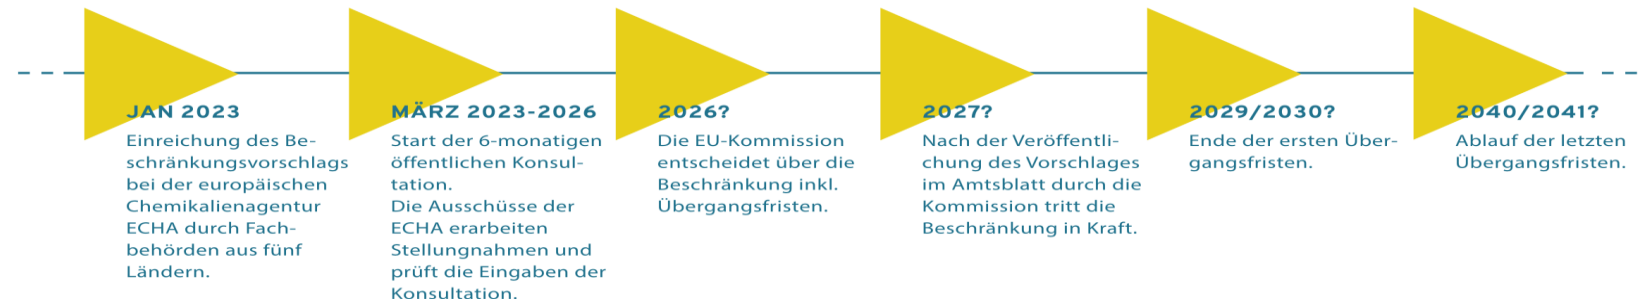 JAN 2023
Einreichung des Be-
schränkungsvorschlags
bei der europäischen
Chemikalienagentur
ECHA durch Fach-
behörden aus fünf
Ländern.
MÄRZ 2023-2026
Start der 6-monatigen
öffentlichen Konsul-
tation.
Die Ausschüsse der
ECHA erarbeiten
Stellungnahmen und
prüft die Eingaben der
Konsultation.
2026?
Die EU-Kommission
entscheidet über die
Beschränkung inkl.
Übergangsfristen.
2027?
Nach der Veröffentli-
chung des Vorschlages
im Amtsblatt durch die
Kommission tritt die
Beschränkung in Kraft.
2029/2030?
Ende der ersten Über-
gangsfristen.
2040/2041?
Ablauf der letzten
Übergangsfristen.